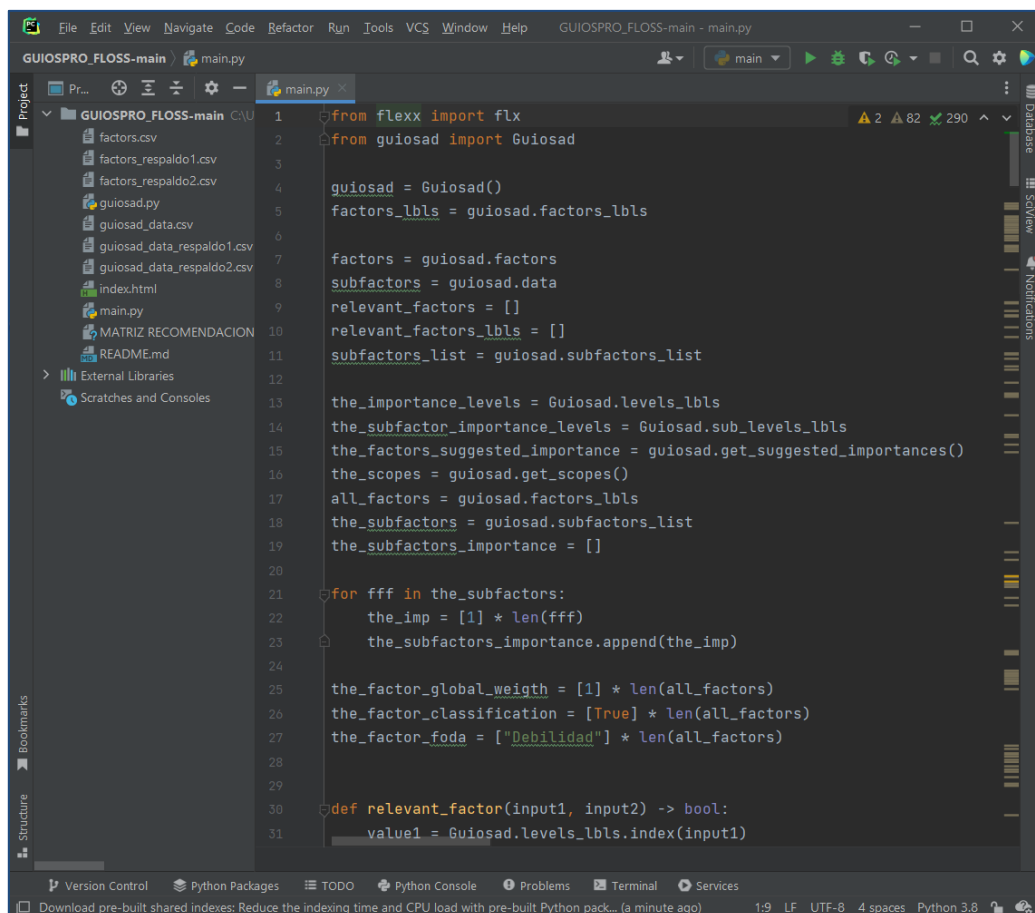 PC File Edit View Navigate Code Refactor Run Tools VCS Window Help GUIOSPRO_FLOSS-main - main.py
GUIOSPRO_FLOSS-main main.py main
Project
Pr...
GUIOSPRO_FLOSS-main C:\U
factors.csv
factors_respaldo1.csv
factors_respaldo2.csv
guiosad.py
guiosad_data.csv
guiosad_data_respaldo1.csv
guiosad_data_respaldo2.csv
index.html
main.py
MATRIZ RECOMENDACION
README.md
External Libraries
Scratches and Consoles
Bookmarks
Structure
main.py
2 82 290
1 from flexx import flx
2 from guiosad import Guiosad
3
4 guiosad = Guiosad()
5 factors_lbls = guiosad.factors_lbls
6
7 factors = guiosad.factors
8 subfactors = guiosad.data
9 relevant_factors = []
10 relevant_factors_lbls = []
11 subfactors_list = guiosad.subfactors_list
12
13 the_importance_levels = Guiosad.levels_lbls
14 the_subfactor_importance_levels = Guiosad.sub_levels_lbls
15 the_factors_suggested_importance = guiosad.get_suggested_importances()
16 the_scopes = guiosad.get_scopes()
17 all_factors = guiosad.factors_lbls
18 the_subfactors = guiosad.subfactors_list
19 the_subfactors_importance = []
20
21 for fff in the_subfactors:
22 the_imp = [1] * len(fff)
23 the_subfactors_importance.append(the_imp)
24
25 the_factor_global_weigth = [1] * len(all_factors)
26 the_factor_classification = [True] * len(all_factors)
27 the_factor_foda = ["Debilidad"] * len(all_factors)
28
29
30 def relevant_factor(input1, input2) -> bool:
31 value1 = Guiosad.levels_lbls.index(input1)
Database
SciView
Notifications
Version Control Python Packages TODO Python Console Problems Terminal Services
Download pre-built shared indexes: Reduce the indexing time and CPU load with pre-built Python pack... (a minute ago) 1:9 LF UTF-8 4 spaces Python 3.8